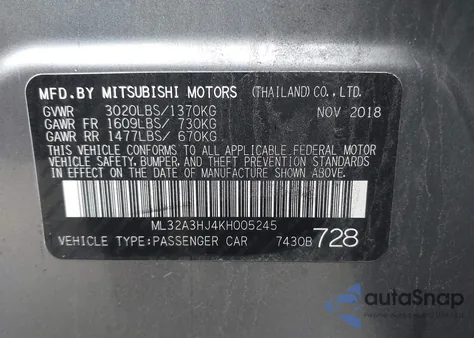 MFD.BY MITSUBISHI MOTORS (THAILAND) CO.,LTD.
GVWR 3020LBS/1370KG NOV 2018
GAWR FR 1609LBS/ 730KG
GAWR RR 1477LBS/ 670KG
THIS VEHICLE CONFORMS TO ALL APPLICABLE FEDERAL MOTOR
VEHICLE SAFETY, BUMPER, AND THEFT PREVENTION STANDARDS
IN EFFECT ON THE DATE OF MANUFACTURE SHOWN ABOVE.
ML32A3HJ4KH005245
VEHICLE TYPE:PASSENGER CAR 7430B 728
autoSnap